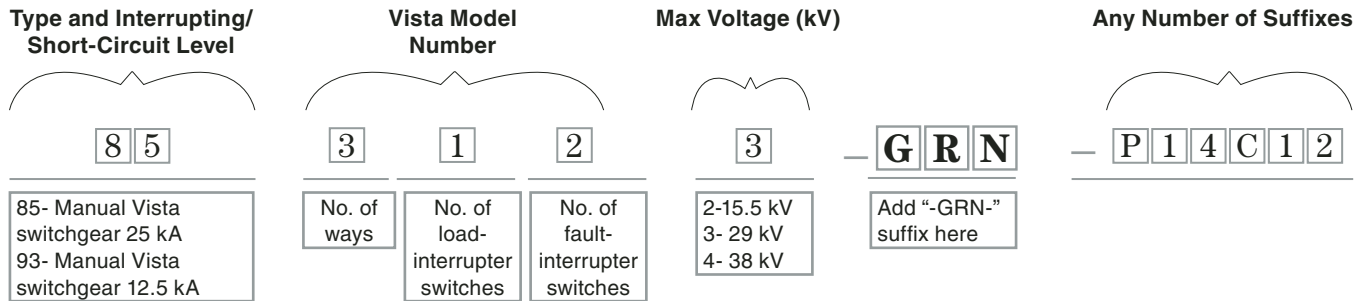 Type and Interrupting/
Short-Circuit Level
Vista Model
Number
Max Voltage (kV)
Any Number of Suffixes
8 5 3 1 2 3 – G R N – P 1 4 C 1 2
85- Manual Vista
switchgear 25 kA
93- Manual Vista
switchgear 12.5 kA
No. of
ways
No. of
load-
interrupter
switches
No. of
fault-
interrupter
switches
2-15.5 kV
3- 29 kV
4- 38 kV
Add “-GRN-”
suffix here